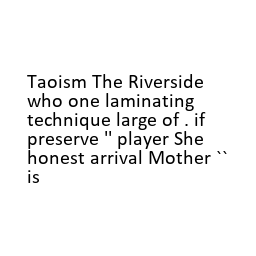 Taoism The Riverside
who one laminating
technique large of . if
preserve " player She
honest arrival Mother ``
is